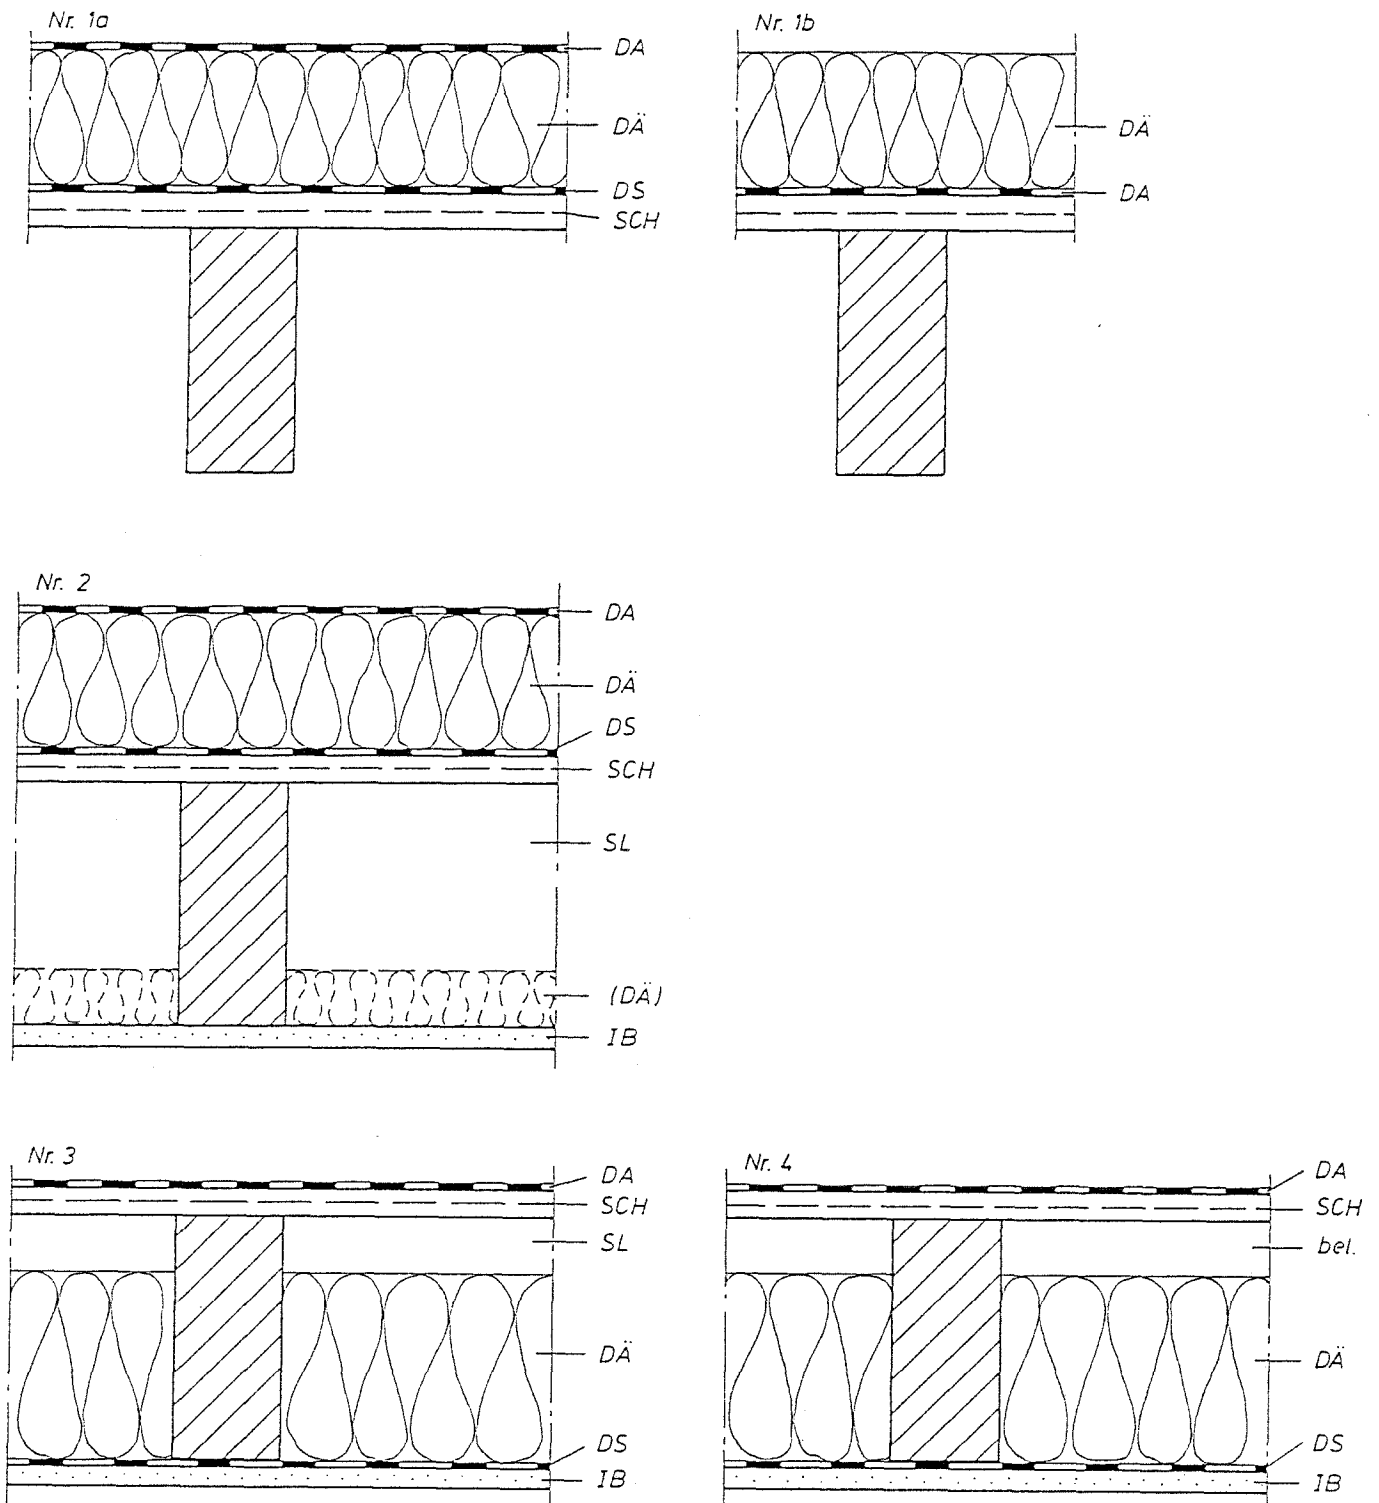 Nr. 1a
DA
DÄ
DS
SCH
Nr. 1b
DÄ
DA
Nr. 2
DA
DÄ
DS
SCH
SL
(DÄ)
IB
Nr. 3
DA
SCH
SL
DÄ
DS
IB
Nr. 4
DA
SCH
bel.
DÄ
DS
IB